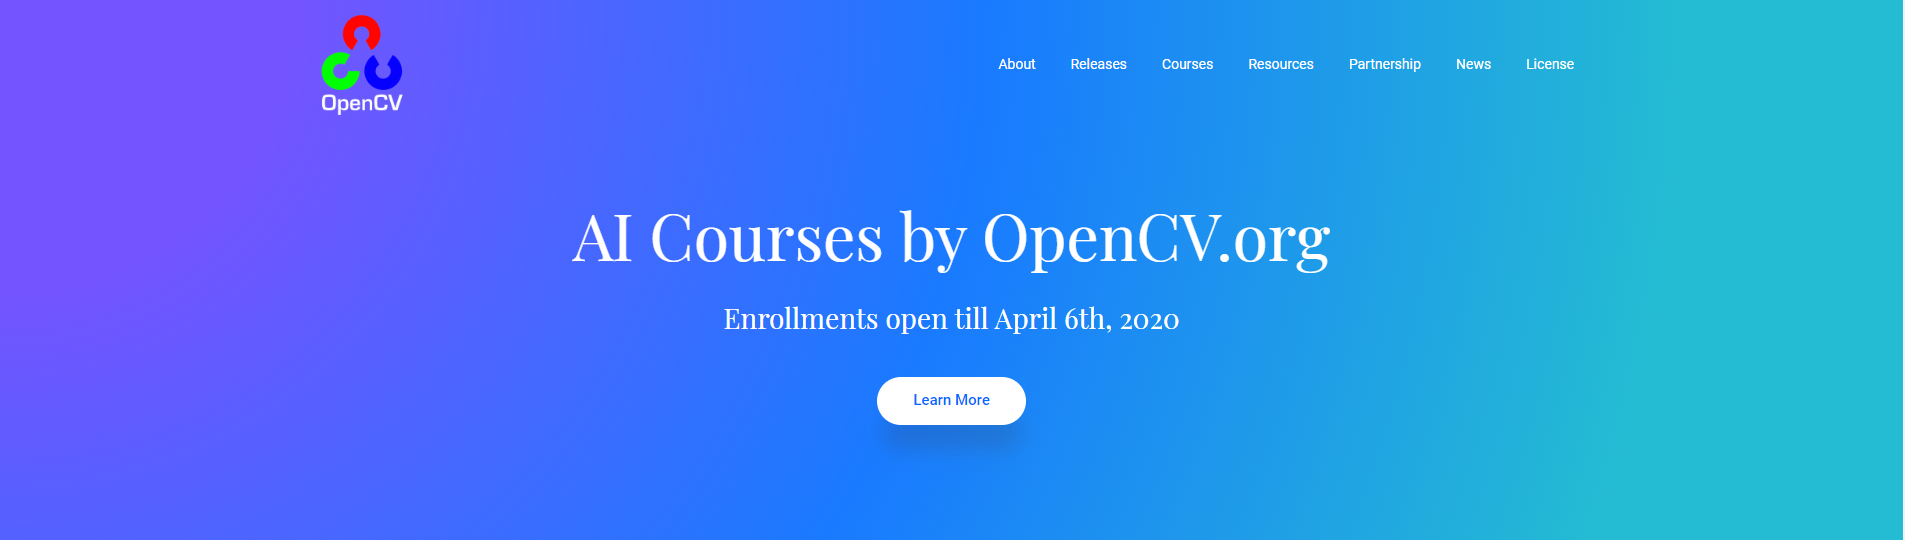 OpenCV
About Releases Courses Resources Partnership News License
AI Courses by OpenCV.org
Enrollments open till April 6th, 2020
Learn More